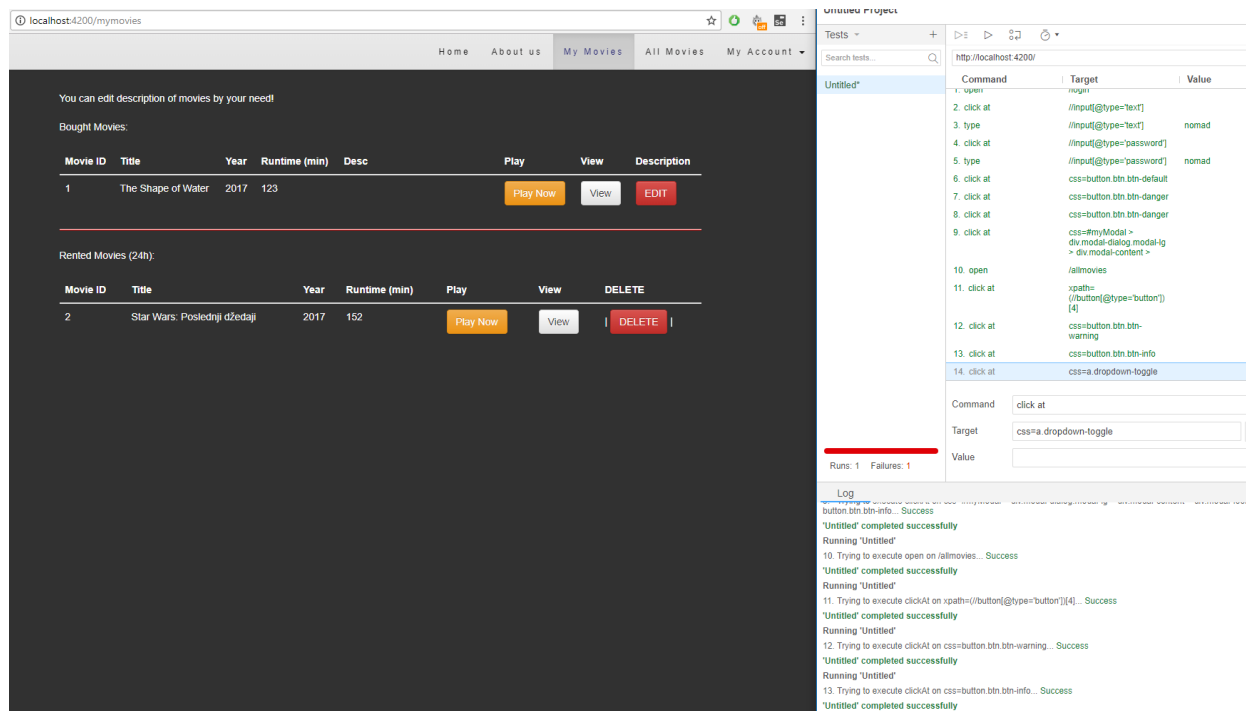 localhost:4200/mymovies
Home About us My Movies All Movies My Account
You can edit description of movies by your need!
Bought Movies:
Movie ID Title Year Runtime (min) Desc Play View Description
1 The Shape of Water 2017 123 Play Now View EDIT
Rented Movies (24h):
Movie ID Title Year Runtime (min) Play View DELETE
2 Star Wars: Poslednji džedaji 2017 152 Play Now View | DELETE |
Untitled Project
Tests +
Search tests...
http://localhost:4200/
Untitled*
Command Target Value
1. open /login
2. click at //input[@type='text']
3. type //input[@type='text'] nomad
4. click at //input[@type='password']
5. type //input[@type='password'] nomad
6. click at css=button.btn.btn-default
7. click at css=button.btn.btn-danger
8. click at css=button.btn.btn-danger
9. click at css=#myModal >
div.modal-dialog.modal-lg
> div.modal-content >
10. open /allmovies
11. click at xpath=
(//button[@type='button'])
[4]
12. click at css=button.btn.btn-
warning
13. click at css=button.btn.btn-info
14. click at css=a.dropdown-toggle
Command click at
Target css=a.dropdown-toggle
Value
Runs: 1 Failures: 1
Log
button.btn.btn-info... Success
'Untitled' completed successfully
Running 'Untitled'
10. Trying to execute open on /allmovies... Success
'Untitled' completed successfully
Running 'Untitled'
11. Trying to execute clickAt on xpath=(//button[@type='button'])[4]... Success
'Untitled' completed successfully
Running 'Untitled'
12. Trying to execute clickAt on css=button.btn.btn-warning... Success
'Untitled' completed successfully
Running 'Untitled'
13. Trying to execute clickAt on css=button.btn.btn-info... Success
'Untitled' completed successfully